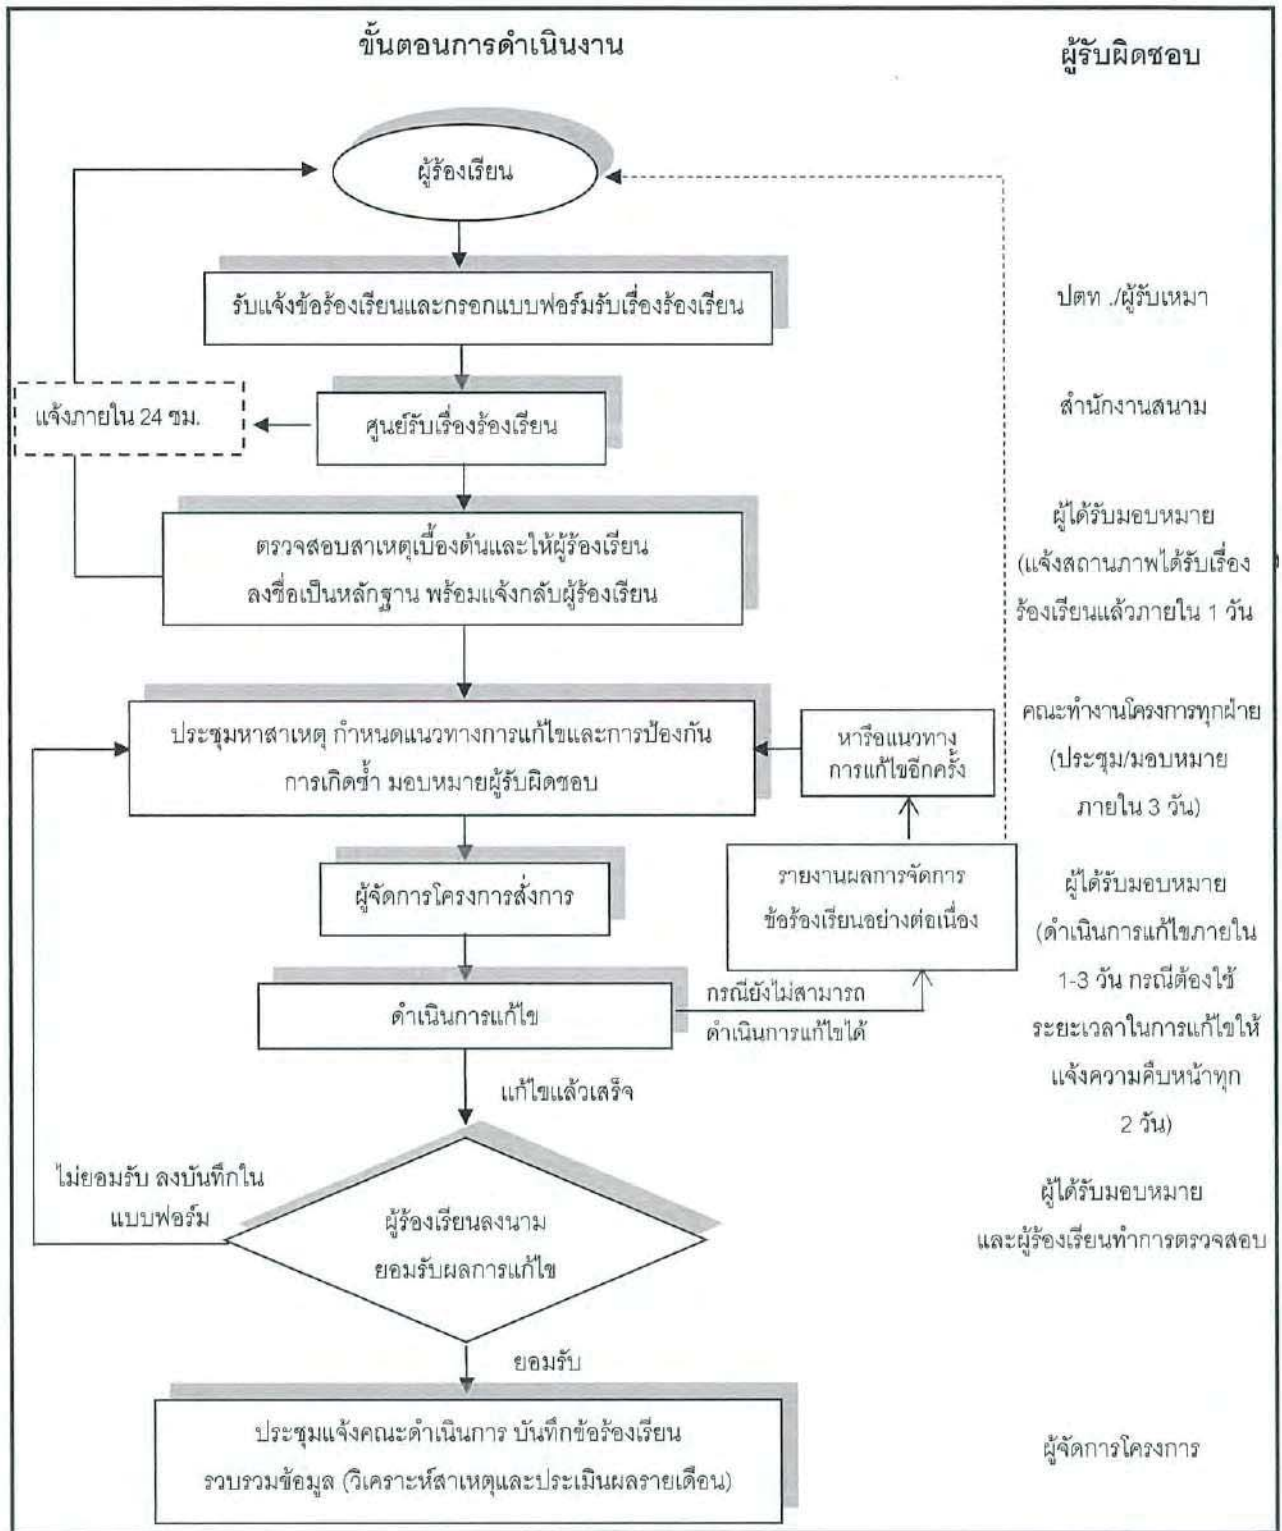 ขั้นตอนการดำเนินงาน
ผู้รับผิดชอบ
ผู้ร้องเรียน
รับแจ้งข้อร้องเรียนและกรอกแบบฟอร์มรับเรื่องร้องเรียน
ปตท ./ผู้รับเหมา
แจ้งภายใน 24 ชม.
ศูนย์รับเรื่องร้องเรียน
สำนักงานสนาม
ตรวจสอบสาเหตุเบื้องต้นและให้ผู้ร้องเรียน
ลงชื่อเป็นหลักฐาน พร้อมแจ้งกลับผู้ร้องเรียน
ผู้ได้รับมอบหมาย
(แจ้งสถานภาพได้รับเรื่อง
ร้องเรียนแล้วภายใน 1 วัน
ประชุมหาสาเหตุ กำหนดแนวทางการแก้ไขและการป้องกัน
การเกิดซ้ำ มอบหมายผู้รับผิดชอบ
หารือแนวทาง
การแก้ไขอีกครั้ง
คณะทำงานโครงการทุกฝ่าย
(ประชุม/มอบหมาย
ภายใน 3 วัน)
ผู้จัดการโครงการสั่งการ
รายงานผลการจัดการ
ข้อร้องเรียนอย่างต่อเนื่อง
ผู้ได้รับมอบหมาย
(ดำเนินการแก้ไขภายใน
1-3 วัน กรณีต้องใช้
ระยะเวลาในการแก้ไขให้
แจ้งความคืบหน้าทุก
2 วัน)
ดำเนินการแก้ไข
กรณียังไม่สามารถ
ดำเนินการแก้ไขได้
แก้ไขแล้วเสร็จ
ไม่ยอมรับ ลงบันทึกใน
แบบฟอร์ม
ผู้ร้องเรียนลงนาม
ยอมรับผลการแก้ไข
ผู้ได้รับมอบหมาย
และผู้ร้องเรียนทำการตรวจสอบ
ยอมรับ
ประชุมแจ้งคณะดำเนินการ บันทึกข้อร้องเรียน
รวบรวมข้อมูล (วิเคราะห์สาเหตุและประเมินผลรายเดือน)
ผู้จัดการโครงการ